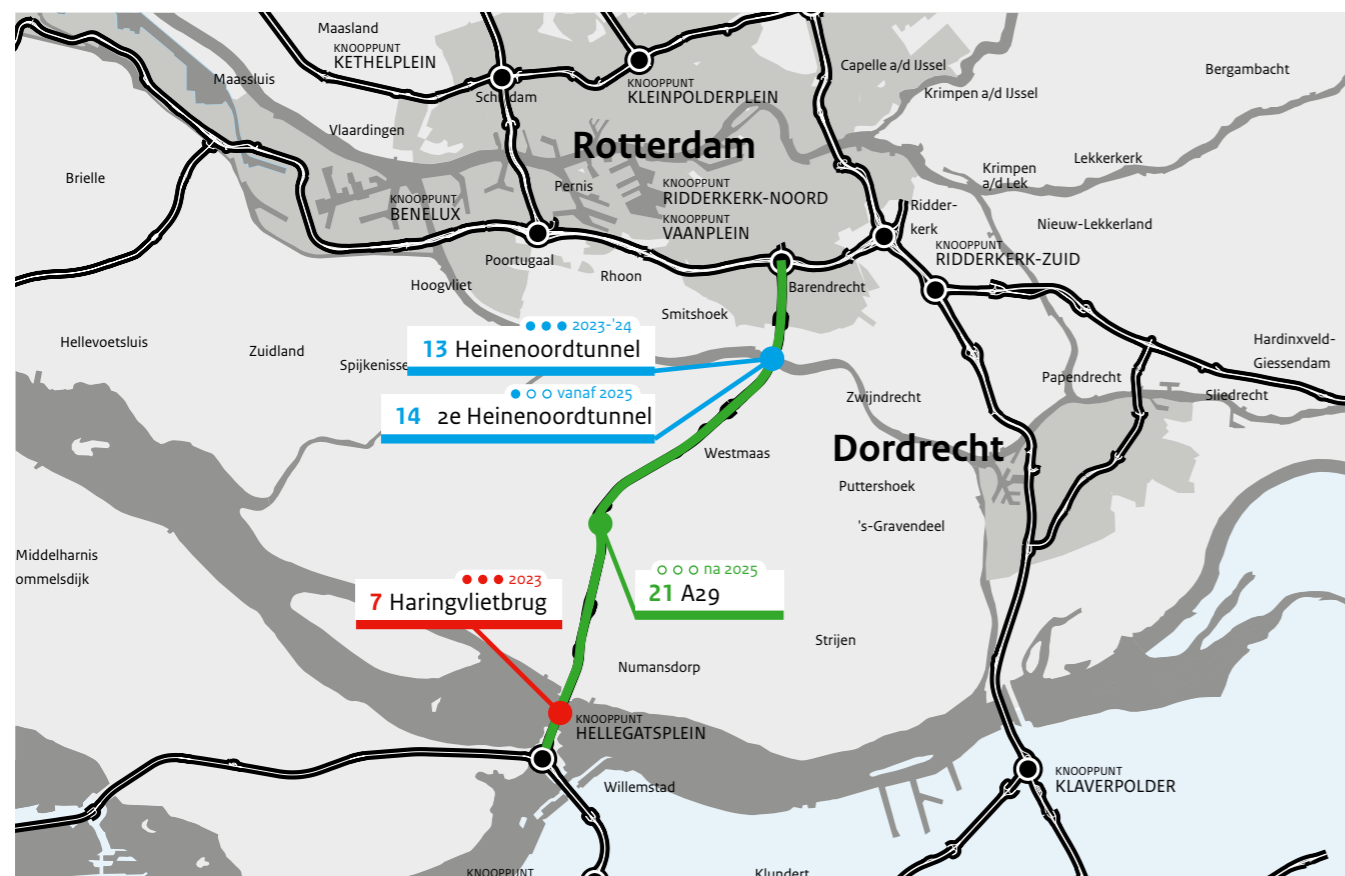 Maasland
KNOOPPUNT
KETHELPLEIN
Maassluis
Schiedam
KNOOPPUNT
KLEINPOLDERPLEIN
Capelle a/d IJssel
Krimpen a/d IJssel
Bergambacht
Vlaardingen
Rotterdam
Brielle
Pernis
KNOOPPUNT
RIDDERKERK-NOORD
KNOOPPUNT
VAANPLEIN
KNOOPPUNT
BENELUX
Krimpen
a/d Lek
Lekkerkerk
Ridder-
kerk
Nieuw-Lekkerland
KNOOPPUNT
RIDDERKERK-ZUID
Poortugaal
Rhoon
Hoogvliet
Barendrecht
Smitshoek
Hellevoetsluis
Zuidland
Spijkenisse
2023-'24
13 Heinenoordtunnel
vanaf 2025
14 2e Heinenoordtunnel
Hardinxveld-
Giessendam
Papendrecht
Sliedrecht
Zwijndrecht
Dordrecht
Westmaas
Puttershoek
's-Gravendeel
Middelharnis
ommelsdijk
2023
7 Haringvlietbrug
na 2025
21 A29
Strijen
Numansdorp
KNOOPPUNT
HELLEGATSPLEIN
Willemstad
KNOOPPUNT
KLAVERPOLDER
KNOOPPUNT
Klundert